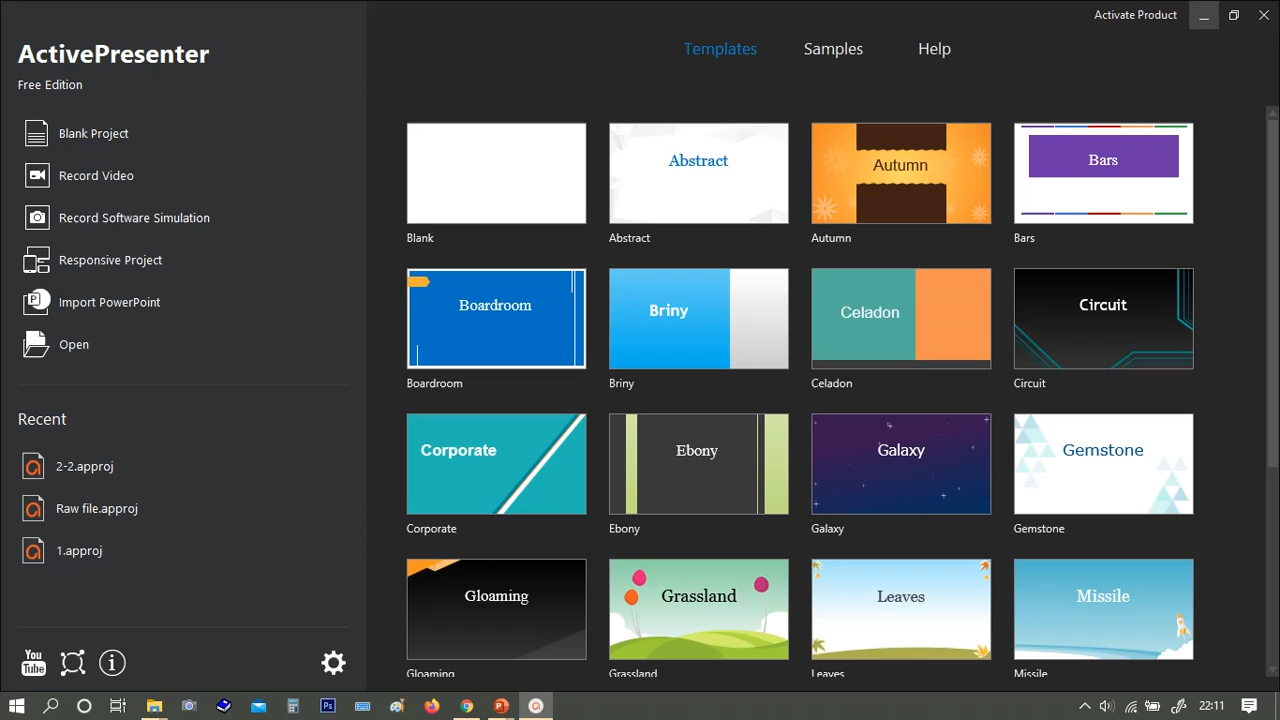 Activate Product
ActivePresenter
Free Edition
Blank Project
Record Video
Record Software Simulation
Responsive Project
Import PowerPoint
Open
Recent
2-2.approj
Raw file.approj
1.approj
You
Tube
Templates Samples Help
Abstract Autumn Bars
Blank Abstract Autumn Bars
Boardroom Briny Celadon Circuit
Boardroom Briny Celadon Circuit
Corporate Ebony Galaxy Gemstone
Corporate Ebony Galaxy Gemstone
Gloaming Grassland Leaves Missile
Gloaming Grassland Leaves Missile
Ps
22:11